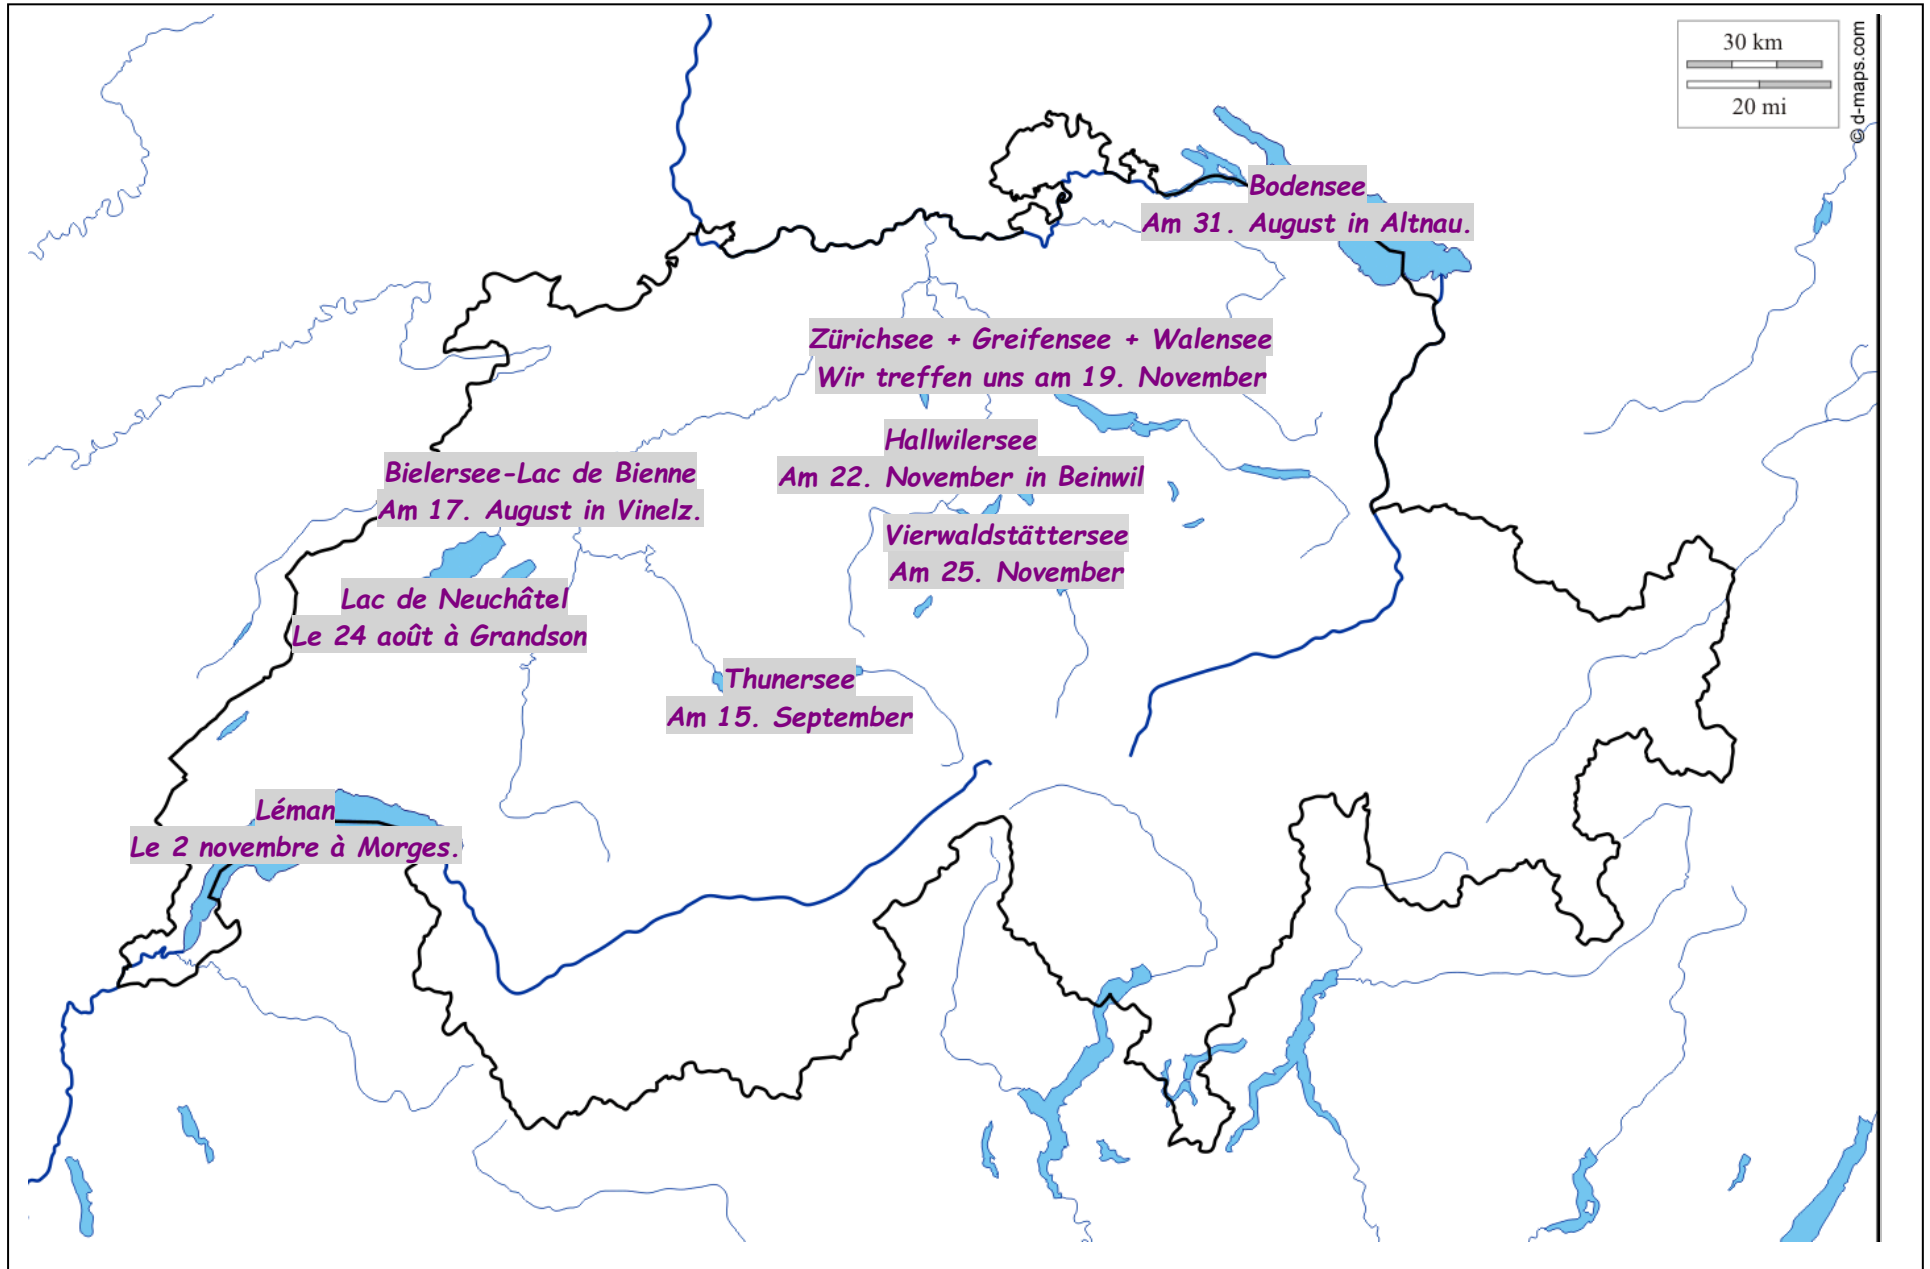 30 km
20 mi
© d-maps.com
Bodensee
Am 31. August in Altnau.
Zürichsee + Greifensee + Walensee
Wir treffen uns am 19. November
Hallwilersee
Am 22. November in Beinwil
Bielersee-Lac de Bienne
Am 17. August in Vinelz.
Vierwaldstättersee
Am 25. November
Lac de Neuchâtel
Le 24 août à Grandson
Thunersee
Am 15. September
Léman
Le 2 novembre à Morges.